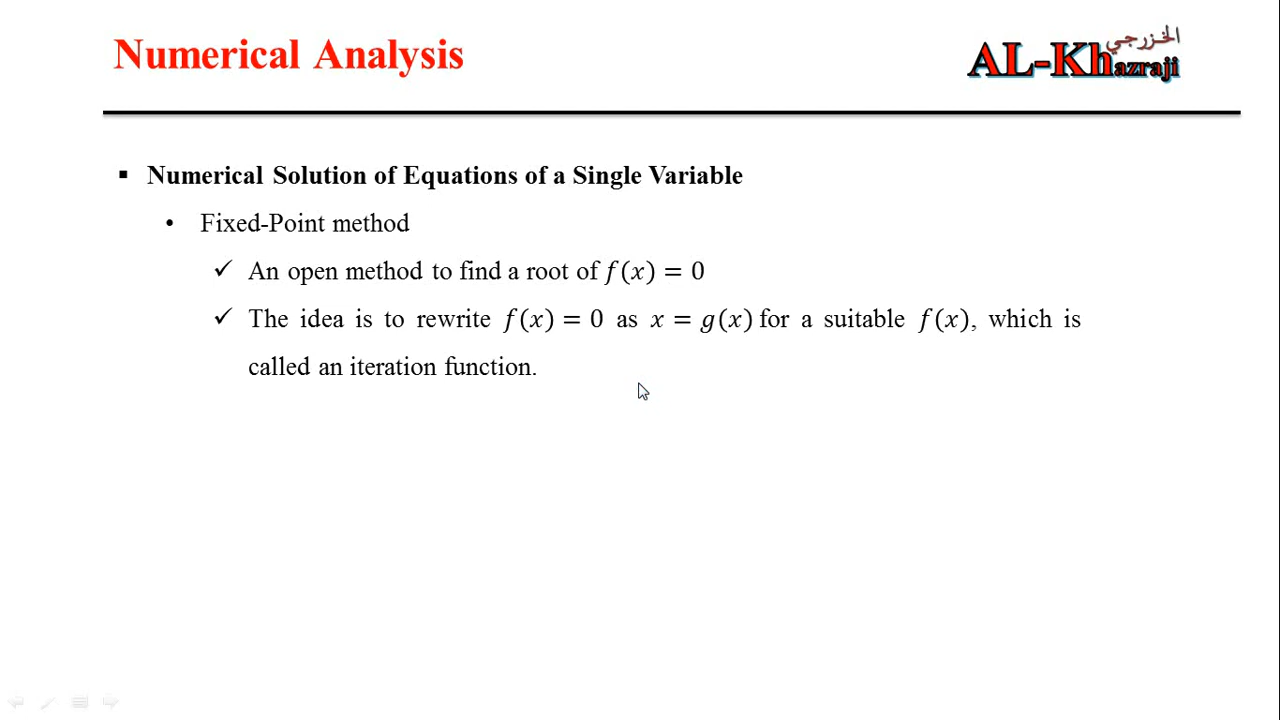 Numerical Analysis
الخزرجي
AL-Khazraji
▪ Numerical Solution of Equations of a Single Variable
• Fixed-Point method
✓ An open method to find a root of f(x) = 0
✓ The idea is to rewrite f(x) = 0 as x = g(x) for a suitable f(x), which is
called an iteration function.